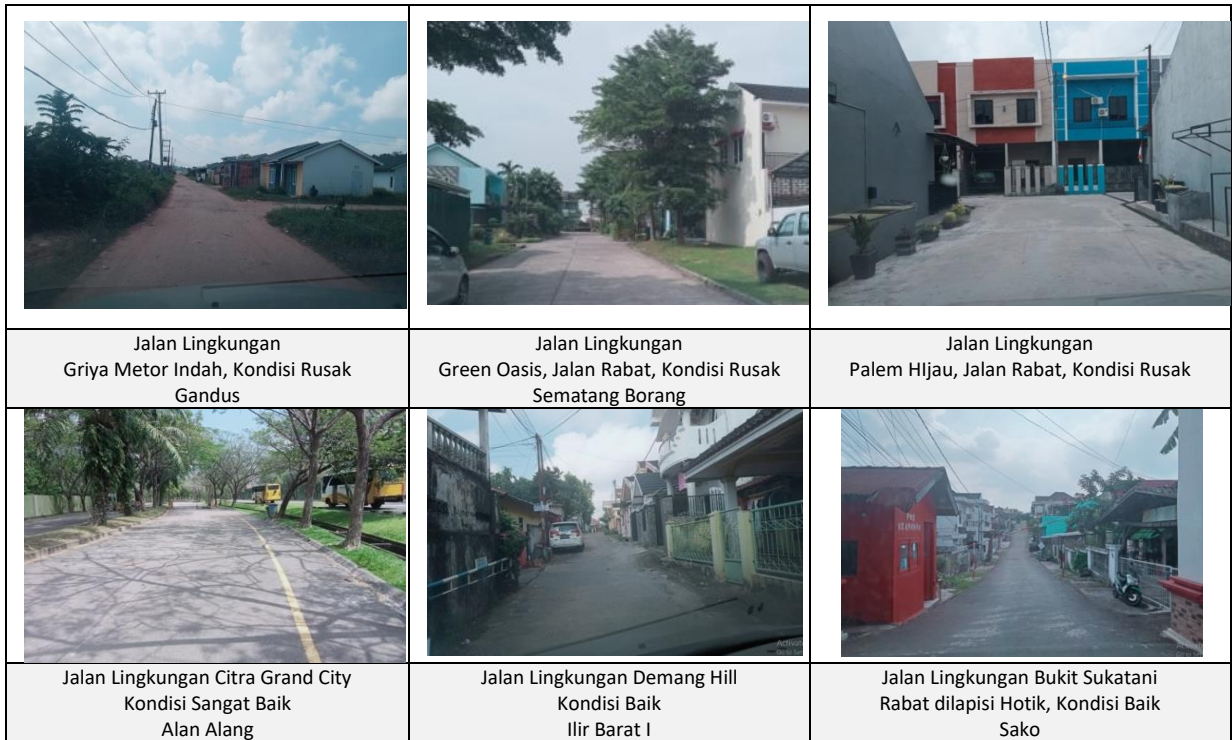 Jalan Lingkungan
Griya Metor Indah, Kondisi Rusak
Gandus
Jalan Lingkungan
Green Oasis, Jalan Rabat, Kondisi Rusak
Sematang Borang
Jalan Lingkungan
Palem HIjau, Jalan Rabat, Kondisi Rusak
Jalan Lingkungan Citra Grand City
Kondisi Sangat Baik
Alan Alang
Jalan Lingkungan Demang Hill
Kondisi Baik
Ilir Barat I
Jalan Lingkungan Bukit Sukatani
Rabat dilapisi Hotik, Kondisi Baik
Sako